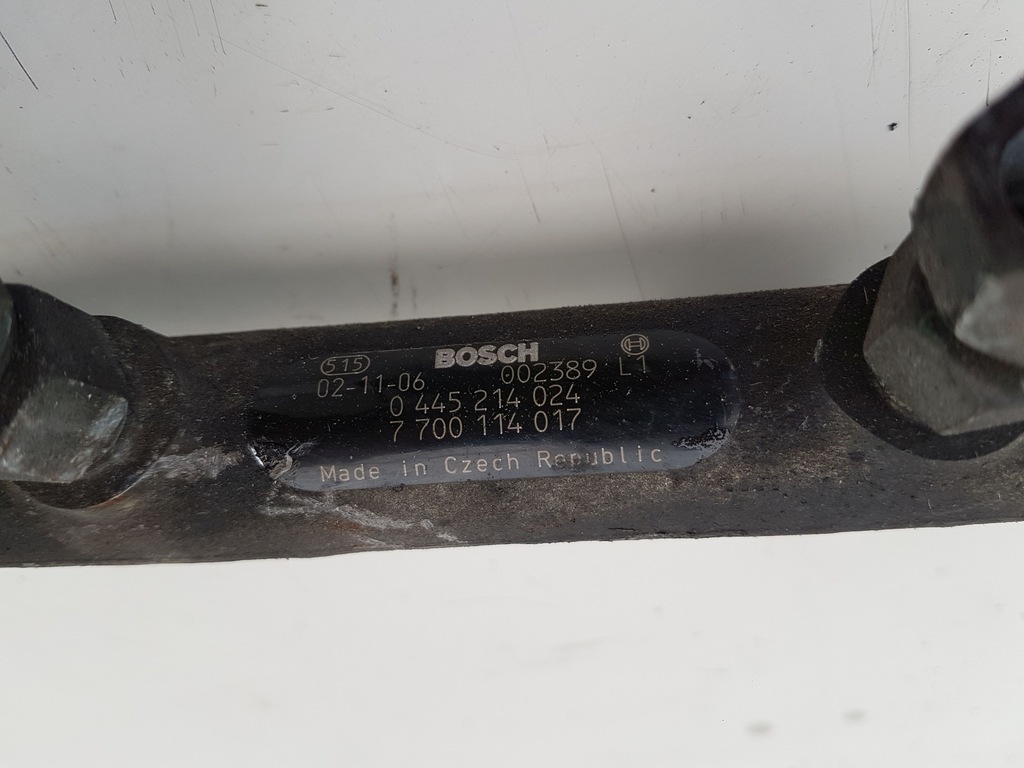 515 BOSCH
02-11-06 002389 L1
0 445 214 024
7 700 114 017
Made in Czech Republic